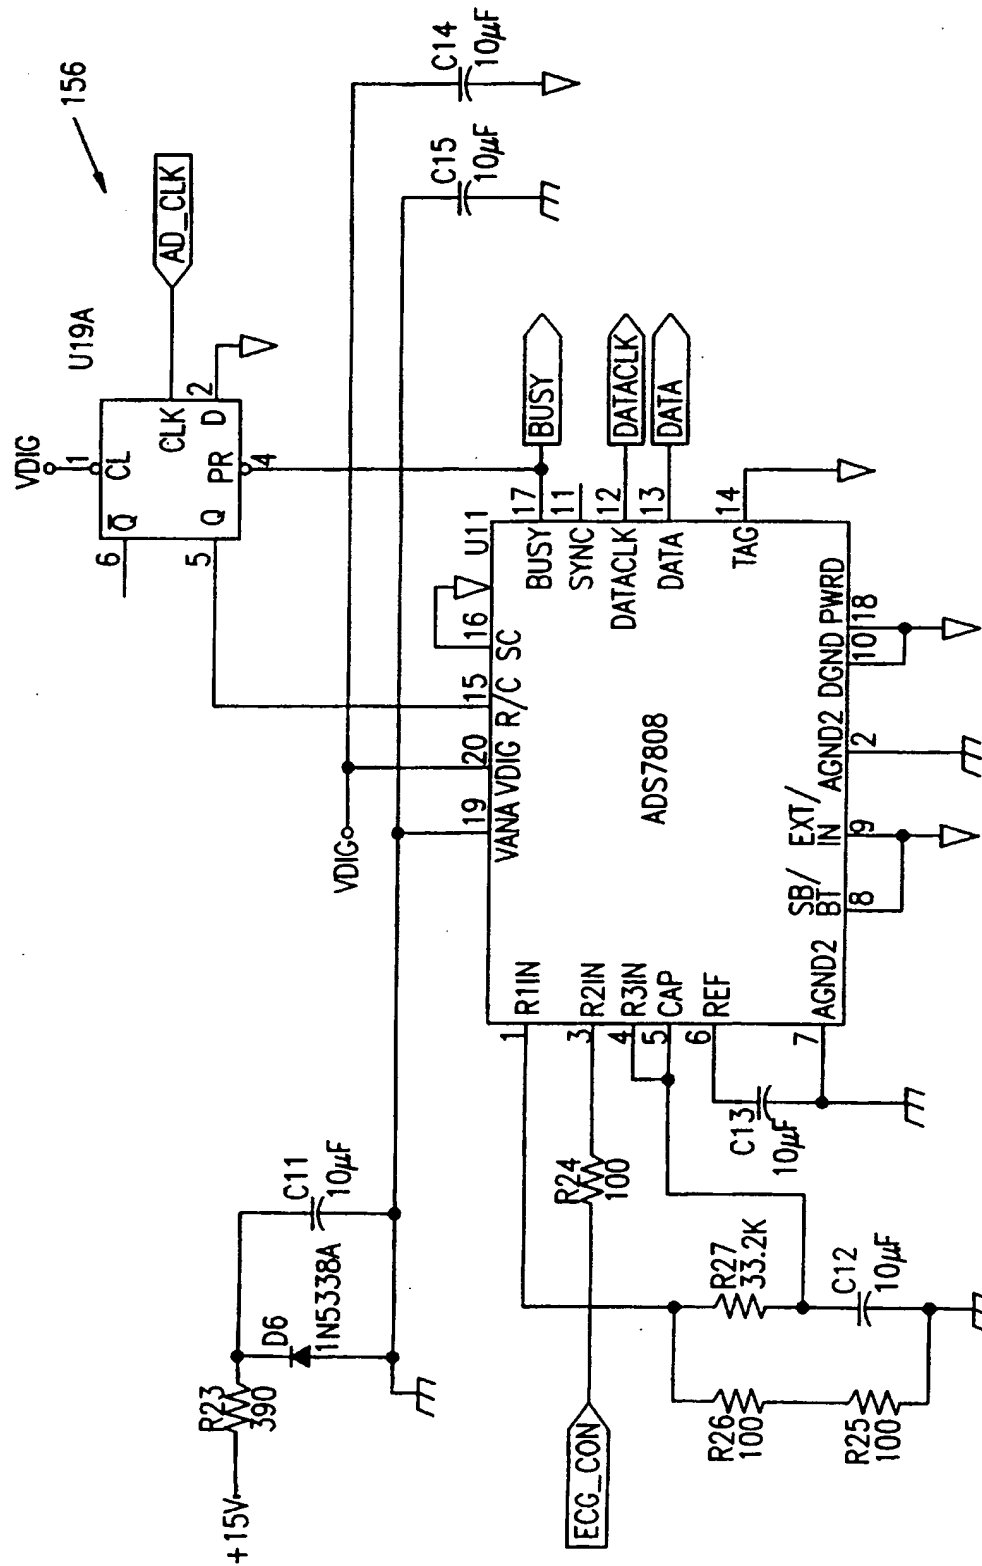 156
AD_CLK
U19A
VDIG
1
CL
CLK
D
2
PR
4
Q
6
Q
5
C14
10µF
C15
10µF
+15V
R23
390
D6
1N5338A
C11
10µF
VDIG
U11
ADS7808
19
VANA
20
VDIG
15
R/C
16
SC
17
BUSY
BUSY
11
SYNC
12
DATACLK
DATACLK
13
DATA
DATA
14
TAG
1
R1IN
3
R2IN
4
R3IN
5
CAP
6
REF
7
AGND2
8
SB/
BT
9
EXT/
IN
2
AGND2
10
DGND
18
PWRD
C13
10µF
R24
100
ECG_CON
R27
33.2K
C12
10µF
R26
100
R25
100